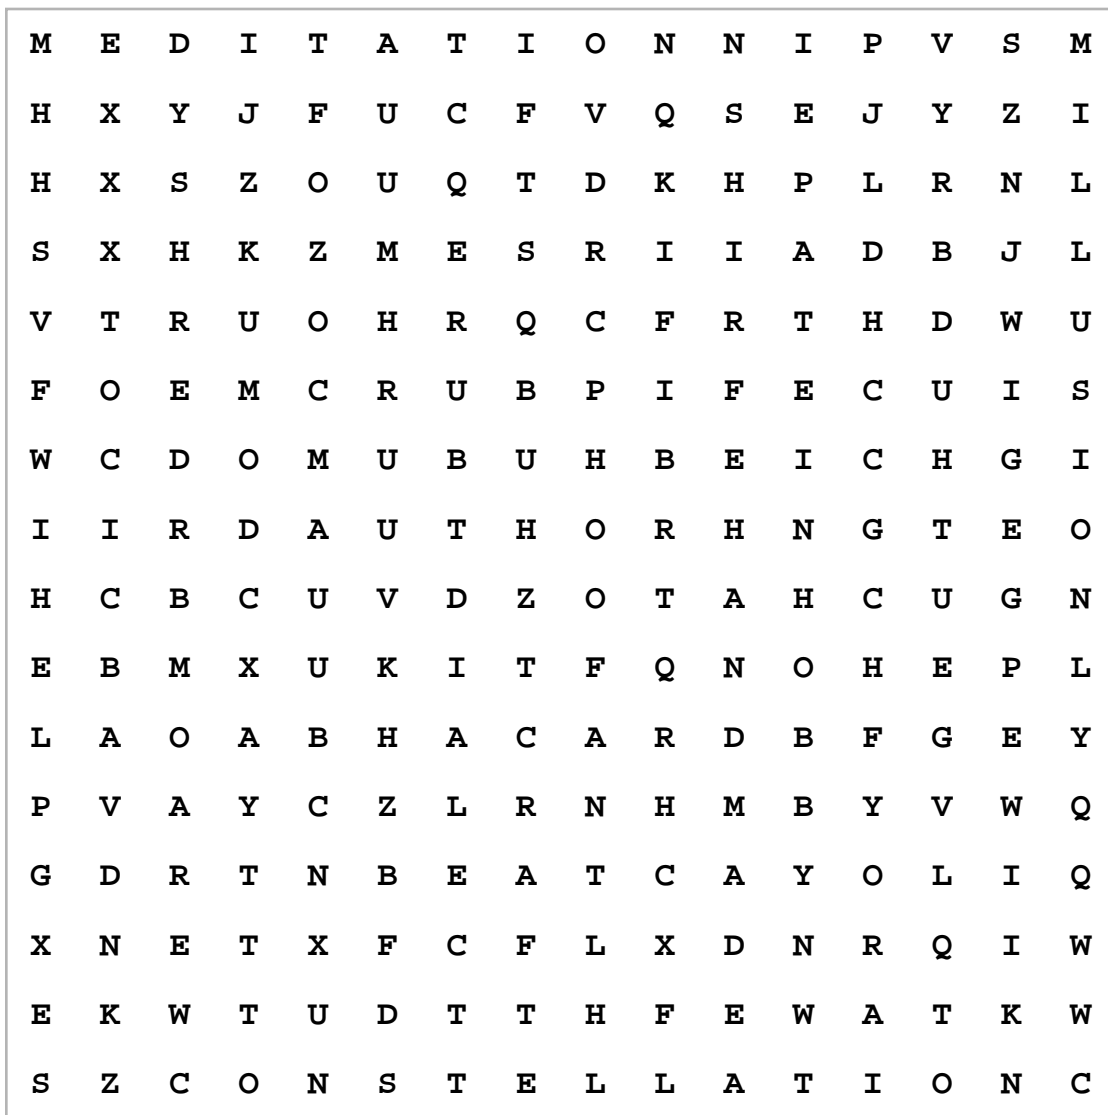 M E D I T A T I O N N I P V S M
H X Y J F U C F V Q S E J Y Z I
H X S Z O U Q T D K H P L R N L
S X H K Z M E S R I I A D B J L
V T R U O H R Q C F R T H D W U
F O E M C R U B P I F E C U I S
W C D O M U B U H B E I C H G I
I I R D A U T H O R H N G T E O
H C B C U V D Z O T A H C U G N
E B M X U K I T F Q N O H E P L
L A O A B H A C A R D B F G E Y
P V A Y C Z L R N H M B Y V W Q
G D R T N B E A T C A Y O L I Q
X N E T X F C F L X D N R Q I W
E K W T U D T T H F E W A T K W
S Z C O N S T E L L A T I O N C